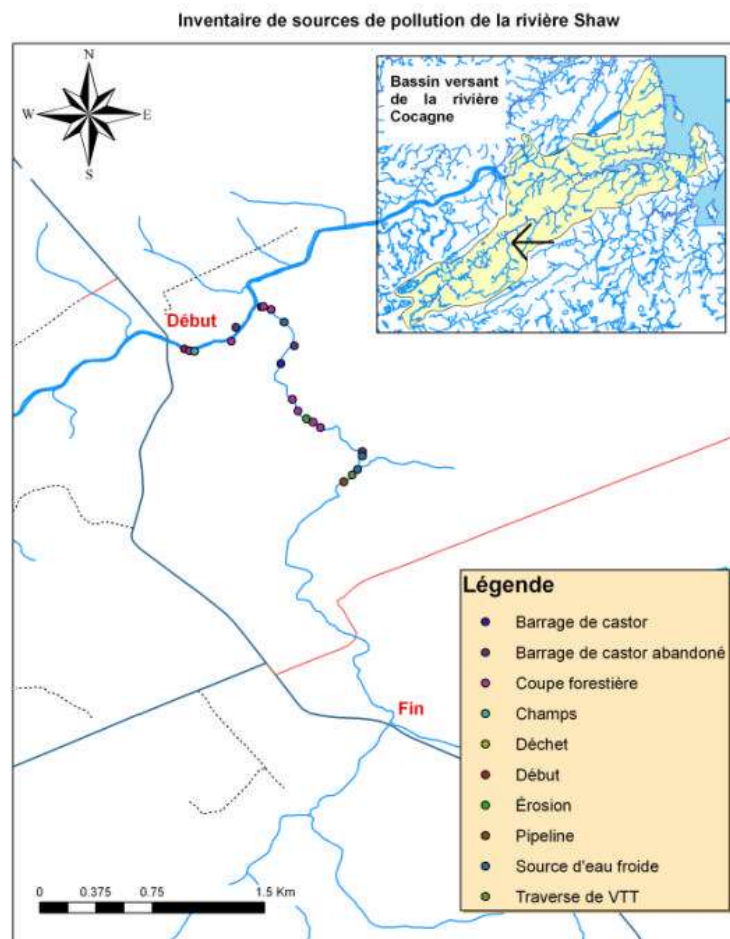 Inventaire de sources de pollution de la rivière Shaw
N
W
E
S
Bassin versant
de la rivière
Cocagne
Début
Fin
Légende
Barrage de castor
Barrage de castor abandoné
Coupe forestière
Champs
Déchet
Début
Érosion
Pipeline
Source d'eau froide
Traverse de VTT
0 0.375 0.75 1.5 Km